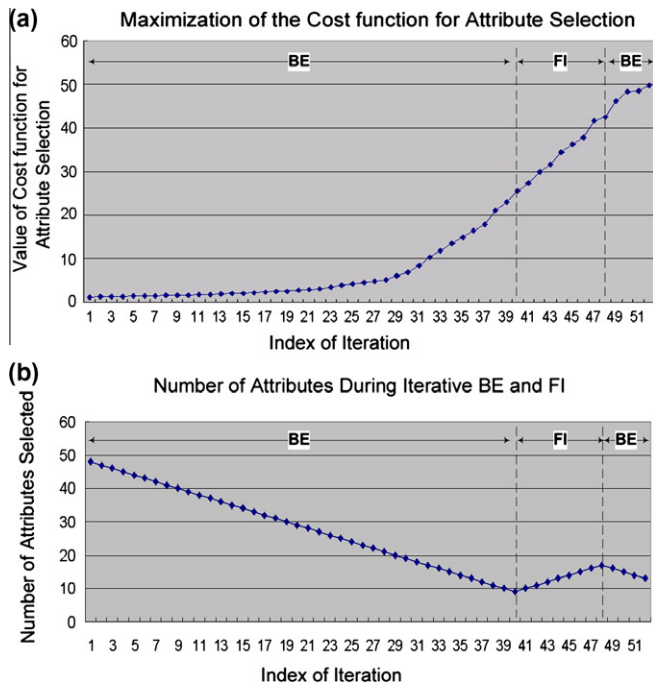 (a)
Maximization of the Cost function for Attribute Selection
60
50
40
30
20
10
0
BE
FI
BE
Value of Cost function for
Attribute Selection
1 3 5 7 9 11 13 15 17 19 21 23 25 27 29 31 33 35 37 39 41 43 45 47 49 51
Index of Iteration
(b)
Number of Attributes During Iterative BE and FI
60
50
40
30
20
10
0
BE
FI
BE
Number of Attributes Selected
1 3 5 7 9 11 13 15 17 19 21 23 25 27 29 31 33 35 37 39 41 43 45 47 49 51
Index of Iteration